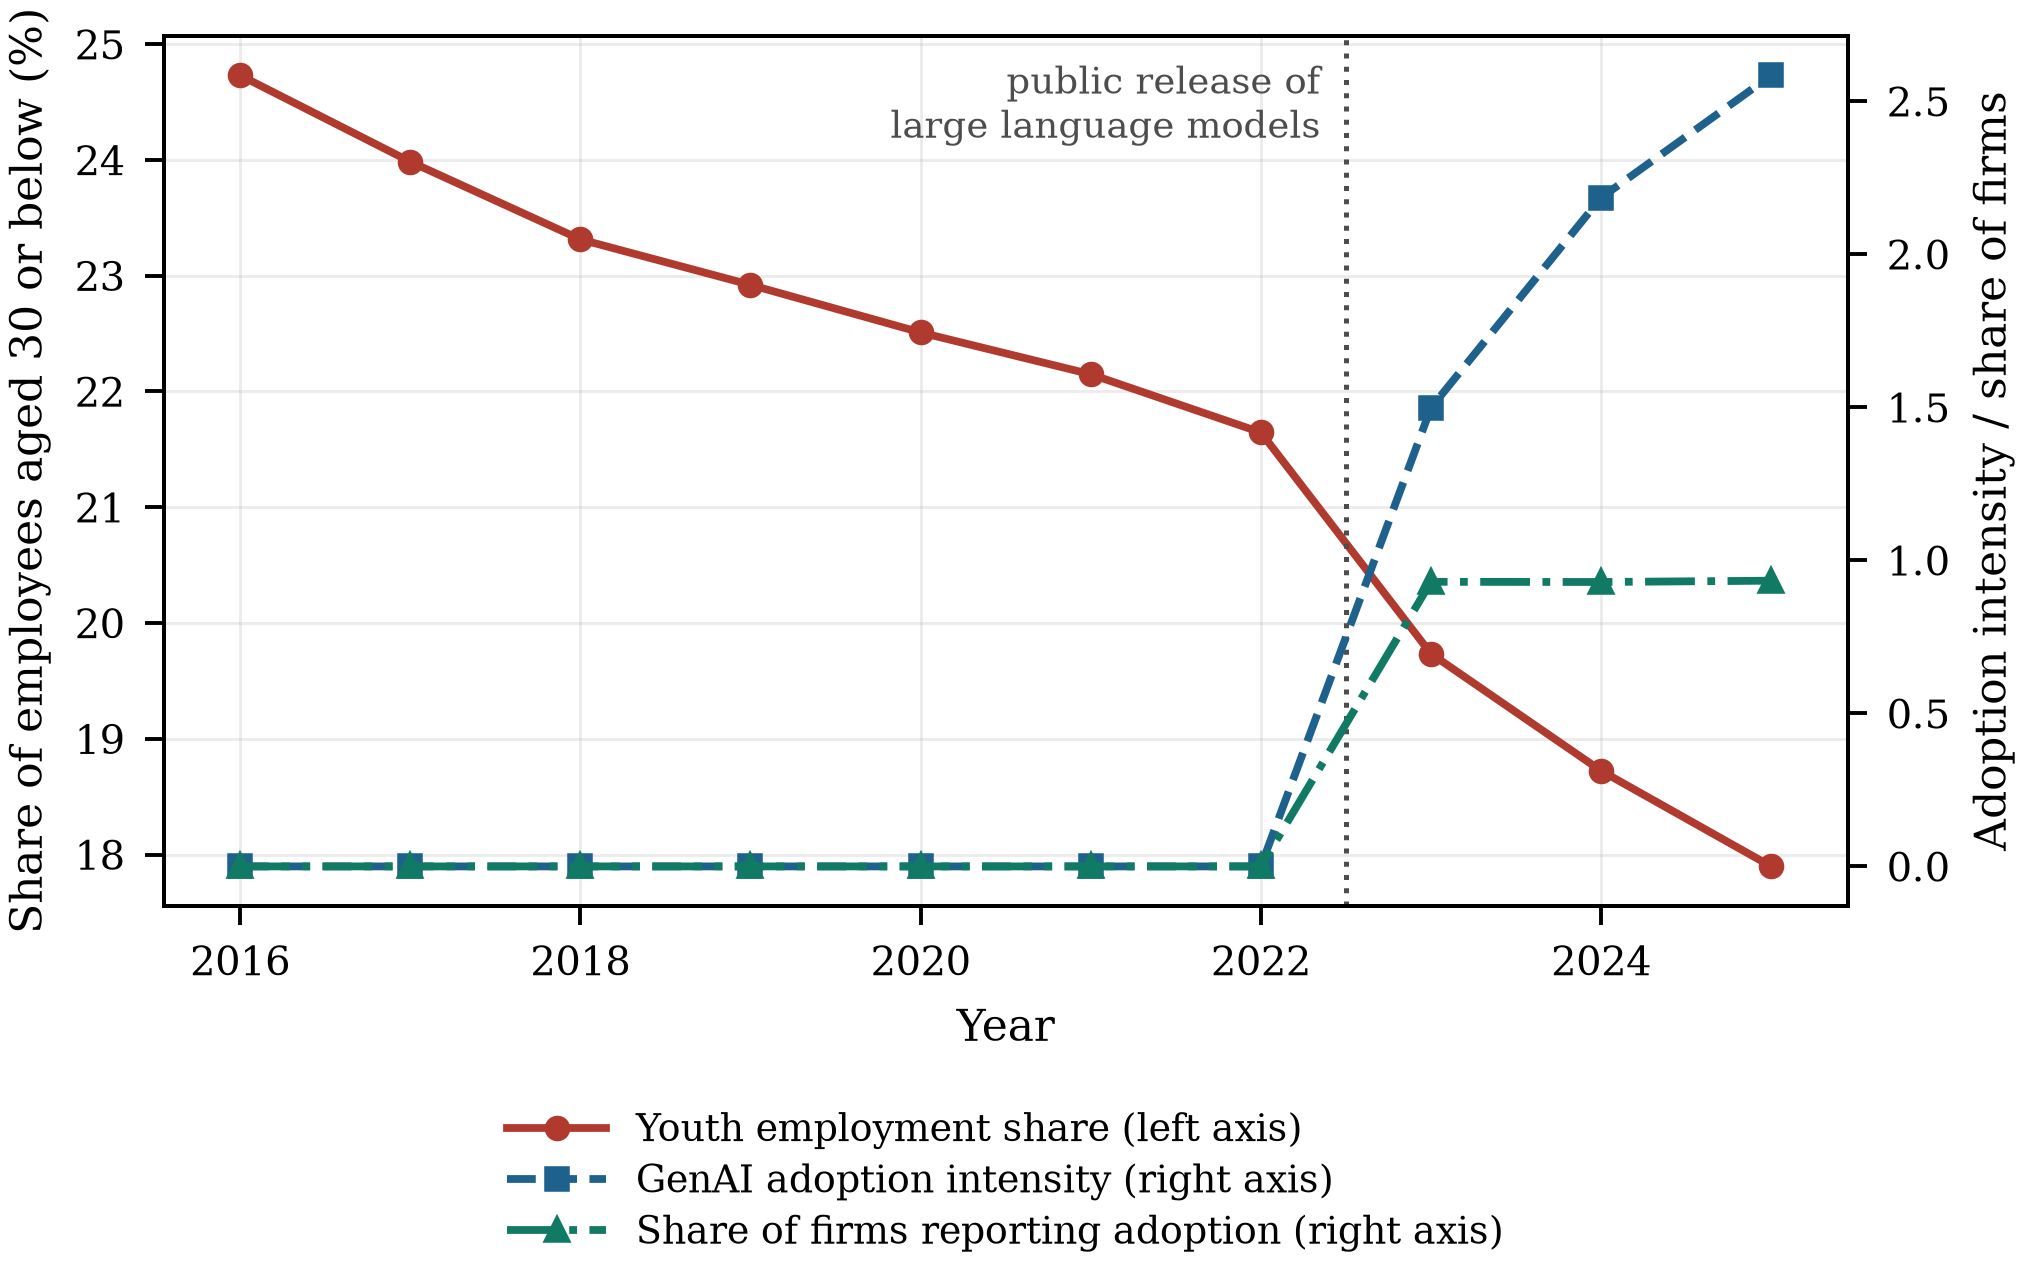 Share of employees aged 30 or below (%)
25
24
23
22
21
20
19
18
public release of
large language models
2.5
2.0
1.5
1.0
0.5
0.0
Adoption intensity / share of firms
2016
2018
2020
2022
2024
Year
Youth employment share (left axis)
GenAI adoption intensity (right axis)
Share of firms reporting adoption (right axis)